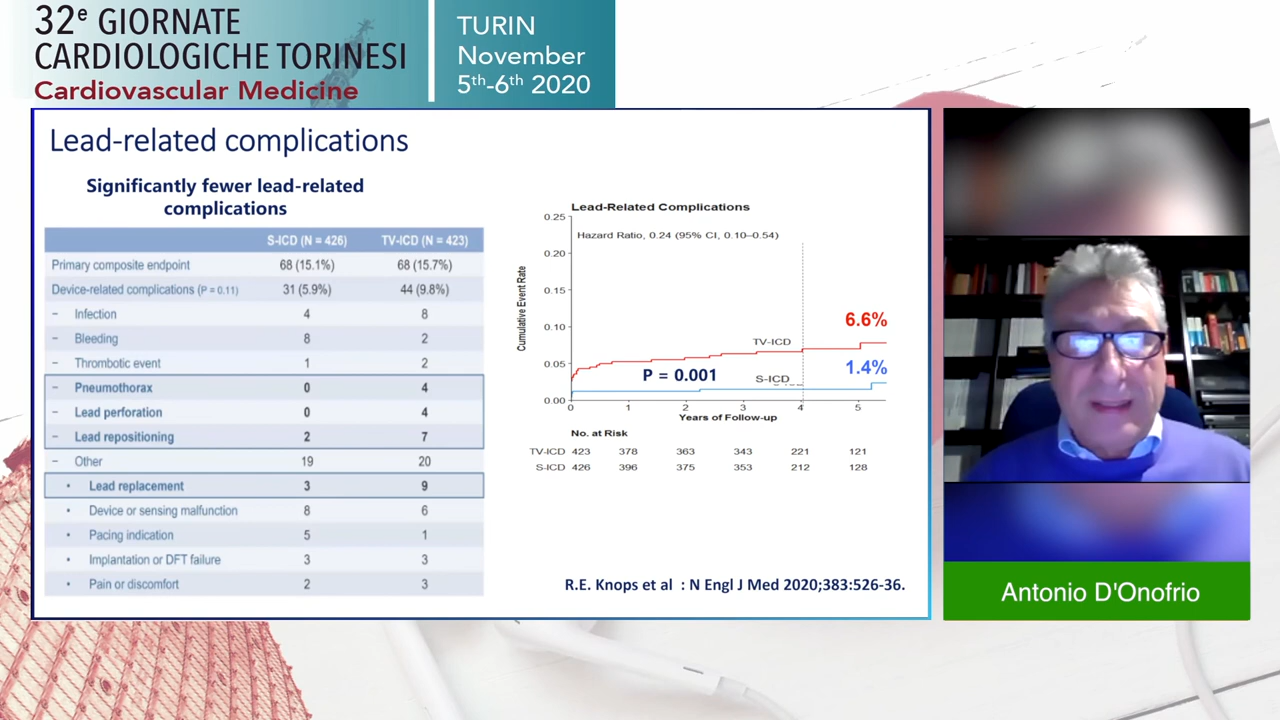 32e GIORNATE
CARDIOLOGICHE TORINESI
Cardiovascular Medicine
TURIN
November
5th-6th 2020
Lead-related complications
Significantly fewer lead-related
complications
S-ICD (N = 426) TV-ICD (N = 423)
Primary composite endpoint 68 (15.1%) 68 (15.7%)
Device-related complications (P = 0.11) 31 (5.9%) 44 (9.8%)
– Infection 4 8
– Bleeding 8 2
– Thrombotic event 1 2
– Pneumothorax 0 4
– Lead perforation 0 4
– Lead repositioning 2 7
– Other 19 20
• Lead replacement 3 9
• Device or sensing malfunction 8 6
• Pacing indication 5 1
• Implantation or DFT failure 3 3
• Pain or discomfort 2 3
Lead-Related Complications
Hazard Ratio, 0.24 (95% CI, 0.10–0.54)
Cumulative Event Rate
0.25
0.20
0.15
0.10
0.05
0.00
6.6%
TV-ICD
1.4%
P = 0.001
S-ICD
0 1 2 3 4 5
Years of Follow-up
No. at Risk
TV-ICD 423 378 363 343 221 121
S-ICD 426 396 375 353 212 128
R.E. Knops et al : N Engl J Med 2020;383:526-36.
Antonio D'Onofrio